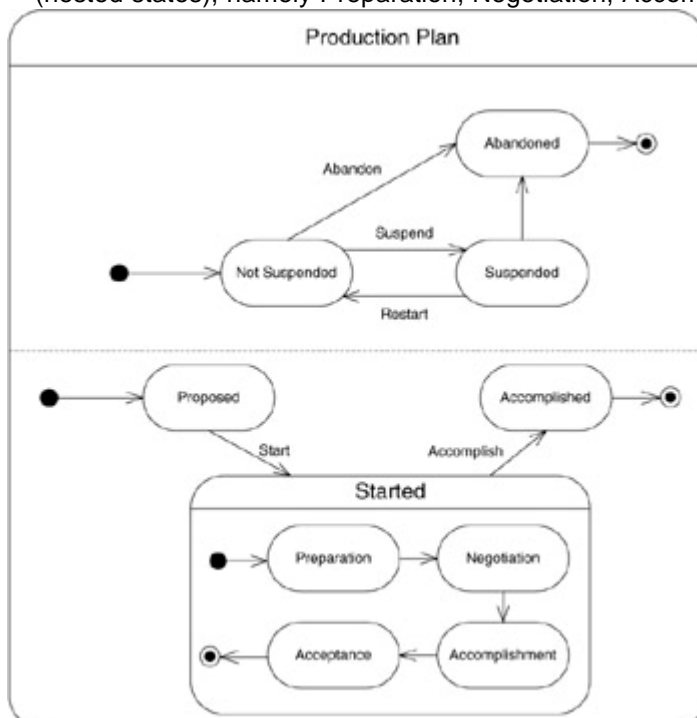 (nested states), namely Preparation, Negotiation,
Production Plan
Abandoned
Abandon
Suspend
Not Suspended
Suspended
Restart
Proposed
Accomplished
Start
Accomplish
Started
Preparation
Negotiation
Acceptance
Accomplishment